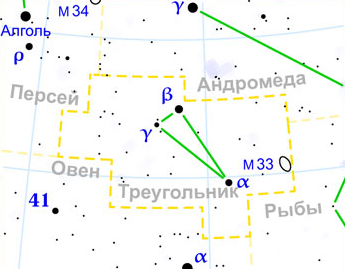 M 34
γ
Алголь
ρ
Андромеда
Персей
β
γ
M 33
Овен
α
Треугольник
41
Рыбы
α